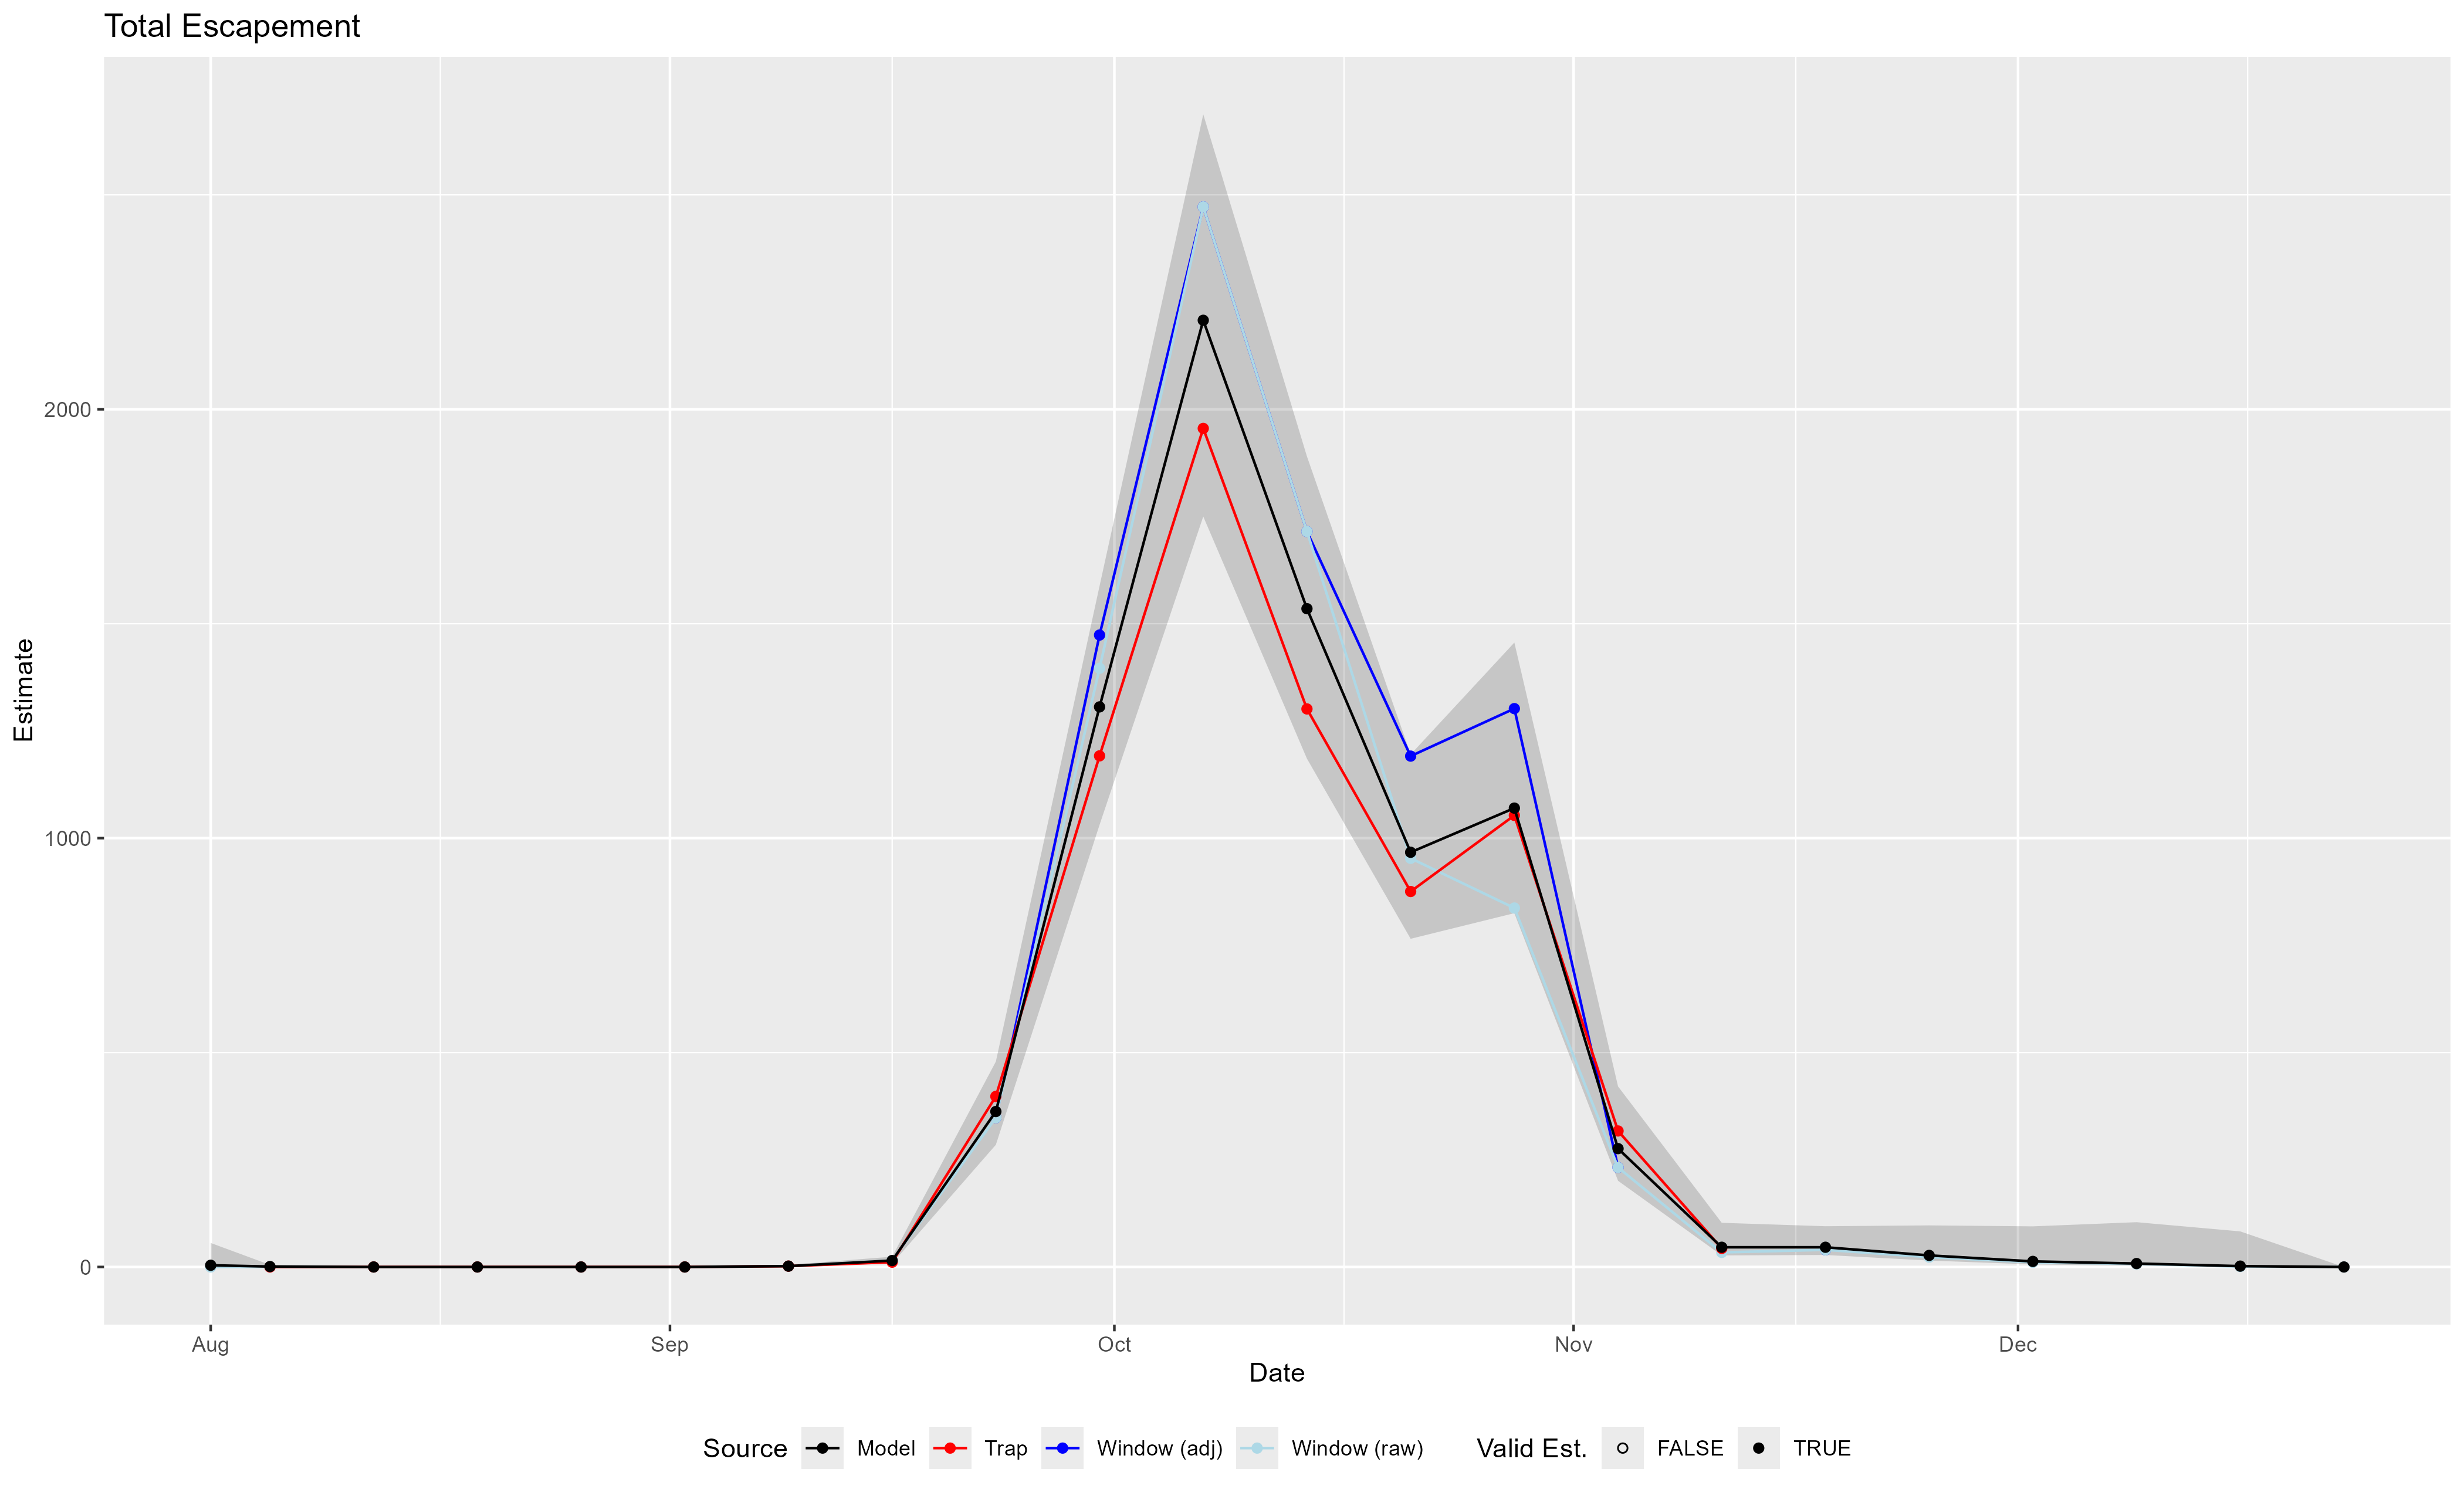 Total Escapement
Estimate
2000
1000
0
Aug Sep Oct Nov Dec
Date
Source Model Trap Window (adj) Window (raw) Valid Est. FALSE TRUE